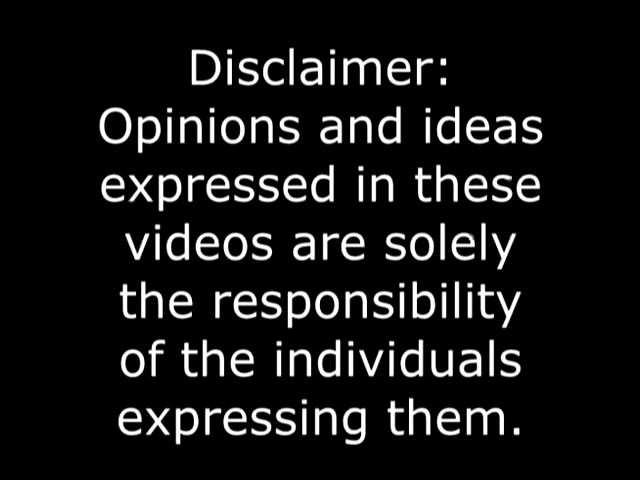 Disclaimer:
Opinions and ideas
expressed in these
videos are solely
the responsibility
of the individuals
expressing them.